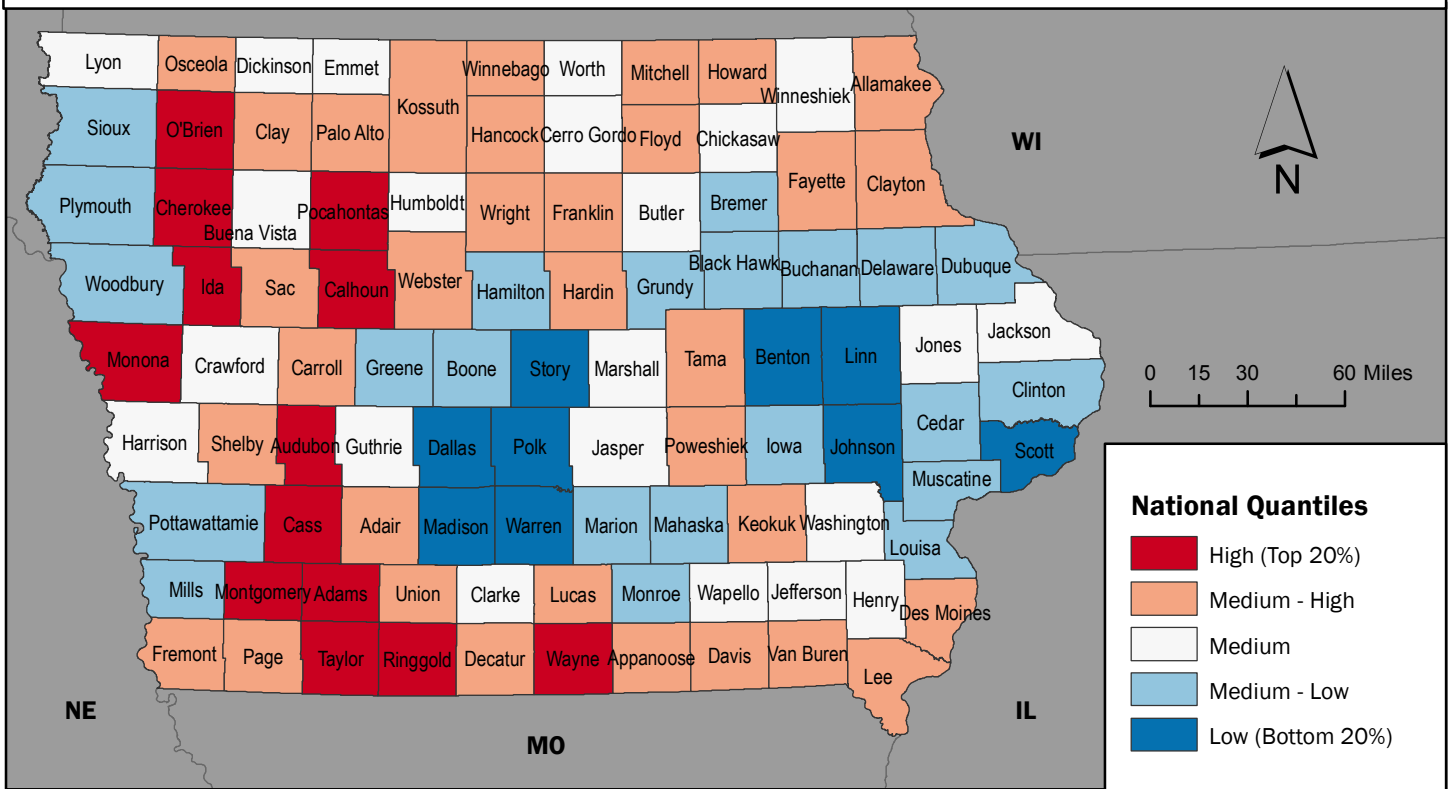 Lyon
Osceola
Dickinson
Emmet
Kossuth
Winnebago
Worth
Mitchell
Howard
Winneshiek
Allamakee
Sioux
O'Brien
Clay
Palo Alto
Hancock
Cerro Gordo
Floyd
Chickasaw
Fayette
Clayton
Plymouth
Cherokee
Buena Vista
Pocahontas
Humboldt
Wright
Franklin
Butler
Bremer
Woodbury
Ida
Sac
Calhoun
Webster
Hamilton
Hardin
Grundy
Black Hawk
Buchanan
Delaware
Dubuque
Monona
Crawford
Carroll
Greene
Boone
Story
Marshall
Tama
Benton
Linn
Jones
Jackson
Clinton
Harrison
Shelby
Audubon
Guthrie
Dallas
Polk
Jasper
Poweshiek
Iowa
Johnson
Cedar
Scott
Muscatine
Pottawattamie
Cass
Adair
Madison
Warren
Marion
Mahaska
Keokuk
Washington
Louisa
Mills
Montgomery
Adams
Union
Clarke
Lucas
Monroe
Wapello
Jefferson
Henry
Des Moines
Fremont
Page
Taylor
Ringgold
Decatur
Wayne
Appanoose
Davis
Van Buren
Lee
WI
NE
MO
IL
N
0 15 30 60 Miles
National Quantiles
High (Top 20%)
Medium - High
Medium
Medium - Low
Low (Bottom 20%)